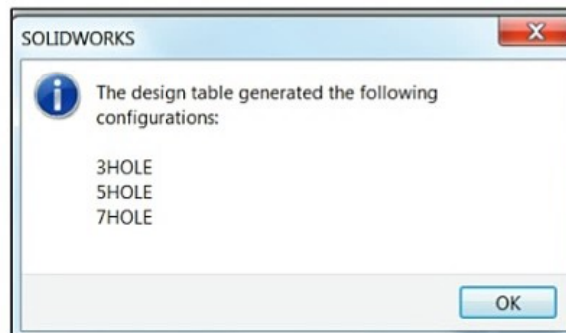 SOLIDWORKS
The design table generated the following
configurations:
3HOLE
5HOLE
7HOLE
OK